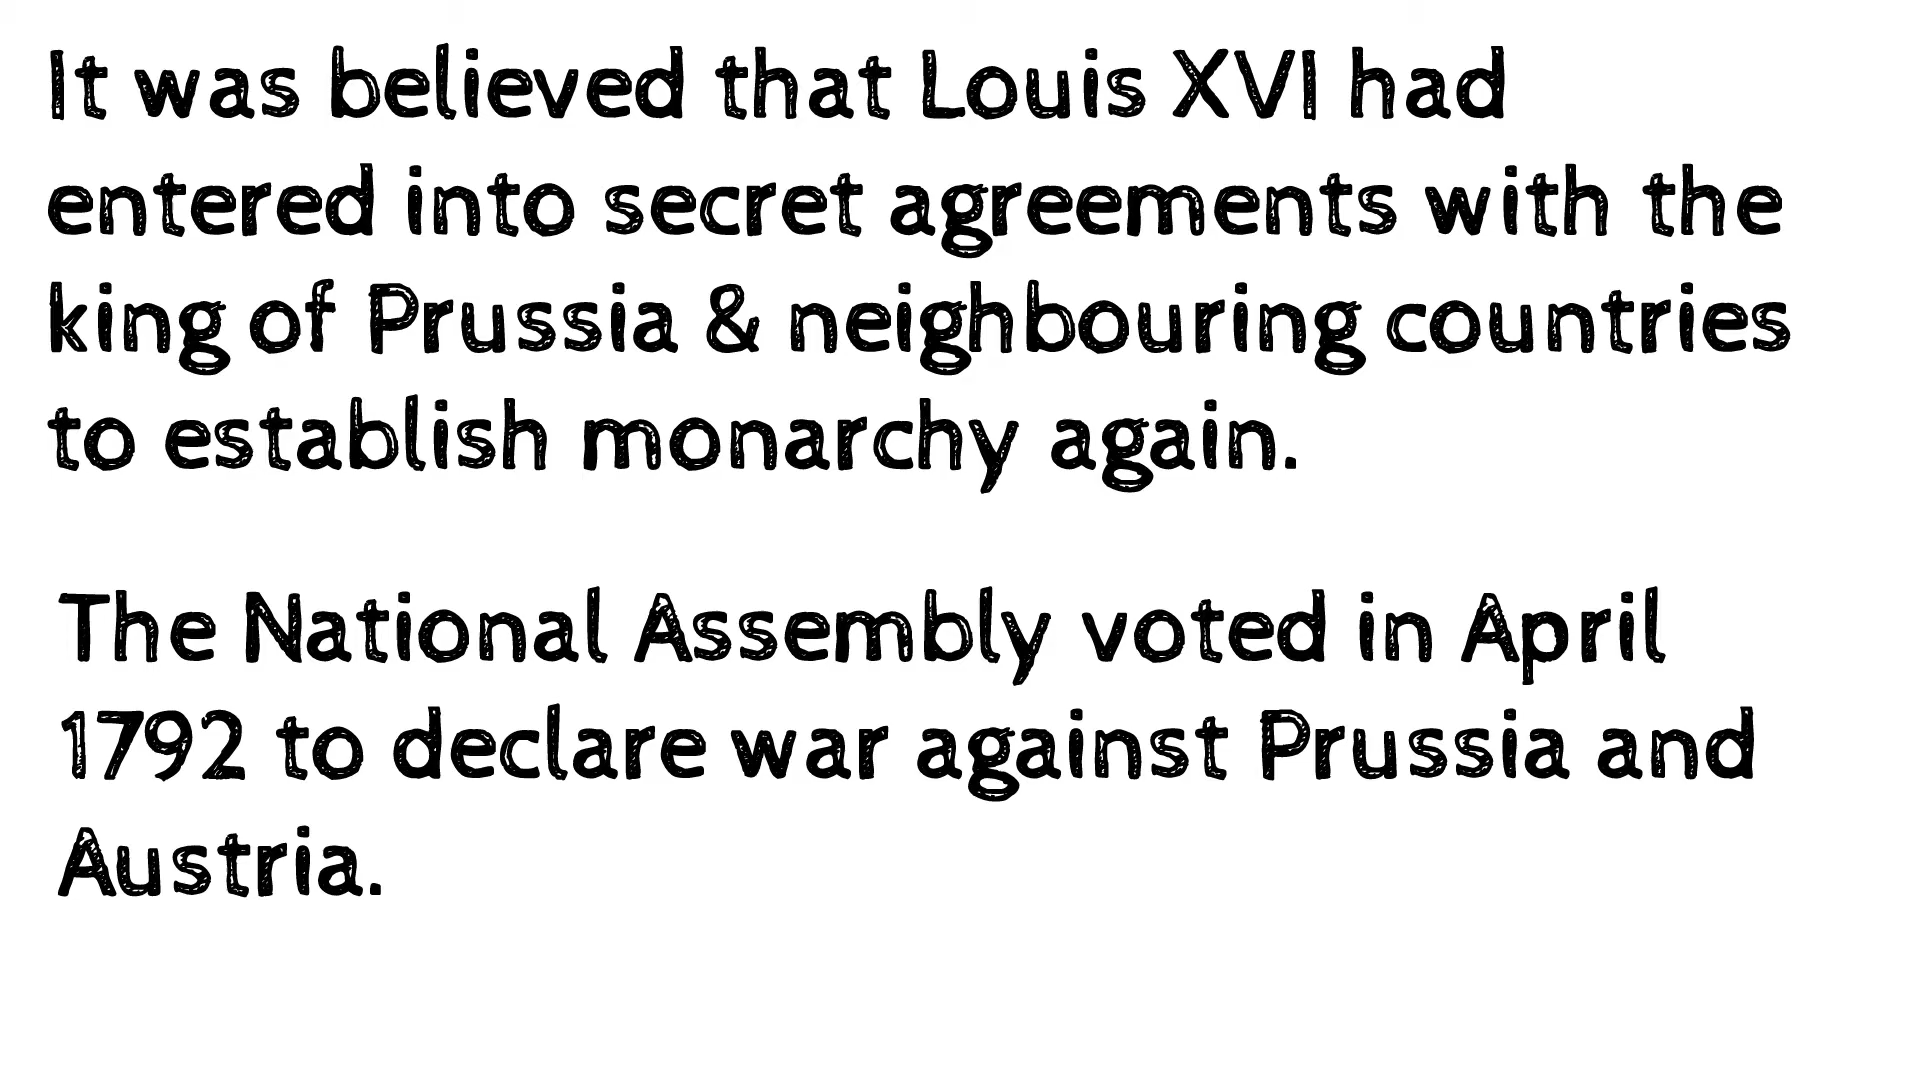 It was believed that Louis XVI had
entered into secret agreements with the
king of Prussia & neighbouring countries
to establish monarchy again.
The National Assembly voted in April
1792 to declare war against Prussia and
Austria.